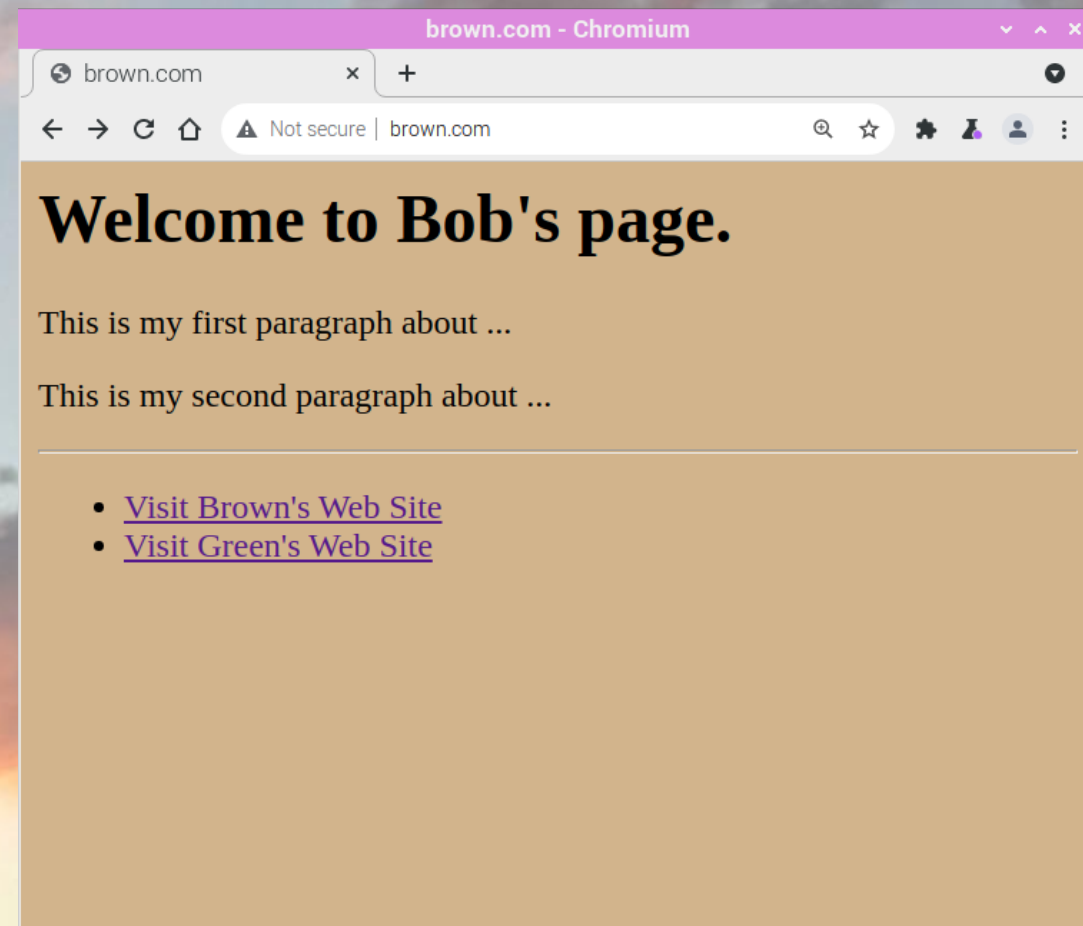 brown.com - Chromium
brown.com
Not secure | brown.com
Welcome to Bob's page.
This is my first paragraph about ...
This is my second paragraph about ...
• Visit Brown's Web Site
• Visit Green's Web Site